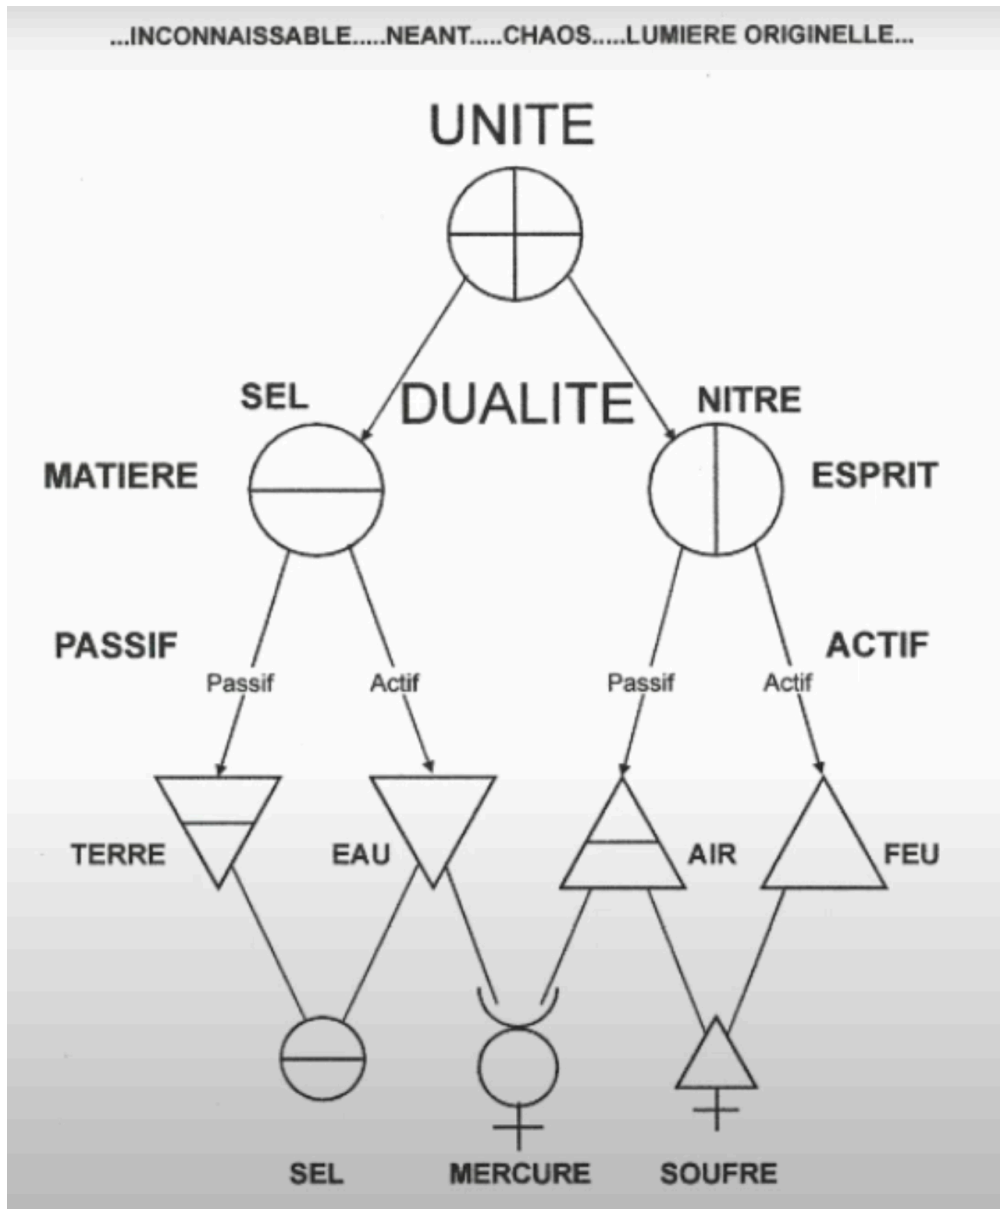 ...INCONNAISSABLE.....NEANT.....CHAOS.....LUMIERE ORIGINELLE...
UNITE
SEL
DUALITE
NITRE
MATIERE
ESPRIT
PASSIF
ACTIF
Passif
Actif
Passif
Actif
TERRE
EAU
AIR
FEU
SEL
MERCURE
SOUFRE